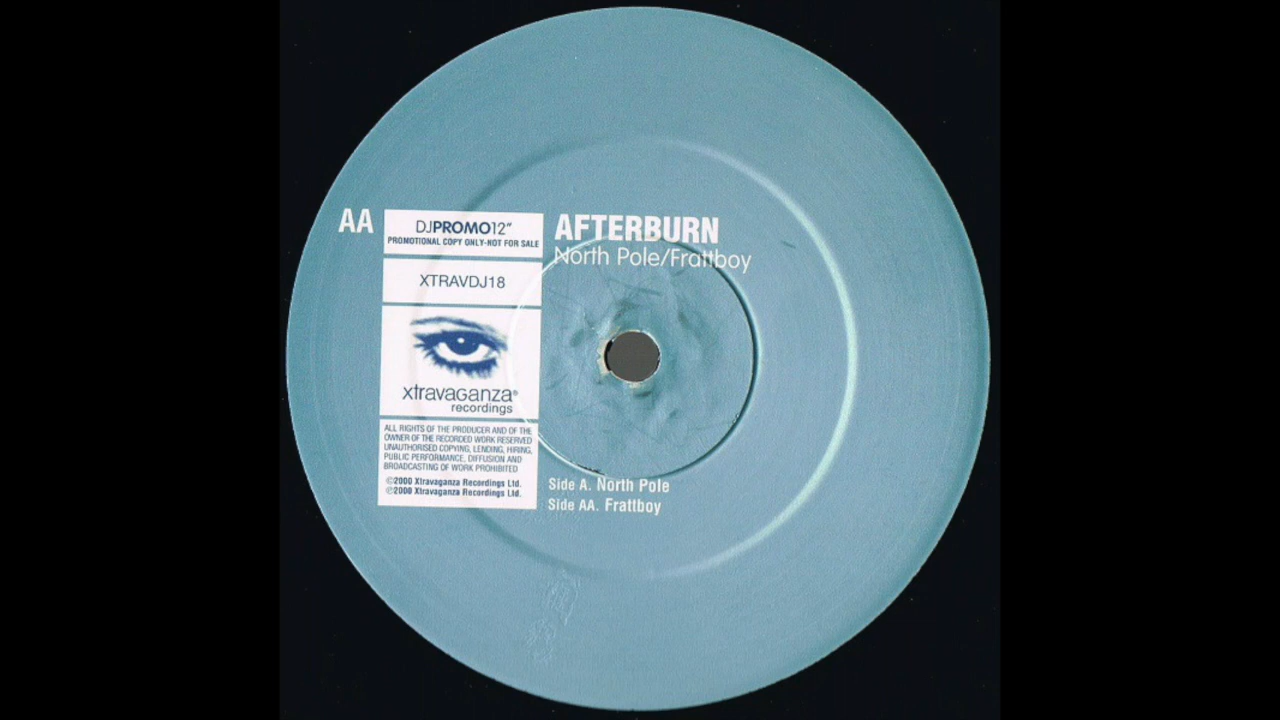 AA
DJPROMO12"
PROMOTIONAL COPY ONLY-NOT FOR SALE
XTRAVDJ18
xtravaganza®
recordings
ALL RIGHTS OF THE PRODUCER AND OF THE
OWNER OF THE RECORDED WORK RESERVED
UNAUTHORISED COPYING, LENDING, HIRING,
PUBLIC PERFORMANCE, DIFFUSION AND
BROADCASTING OF WORK PROHIBITED
©2000 Xtravaganza Recordings Ltd.
℗2000 Xtravaganza Recordings Ltd.
AFTERBURN
North Pole/Frattboy
Side A. North Pole
Side AA. Frattboy